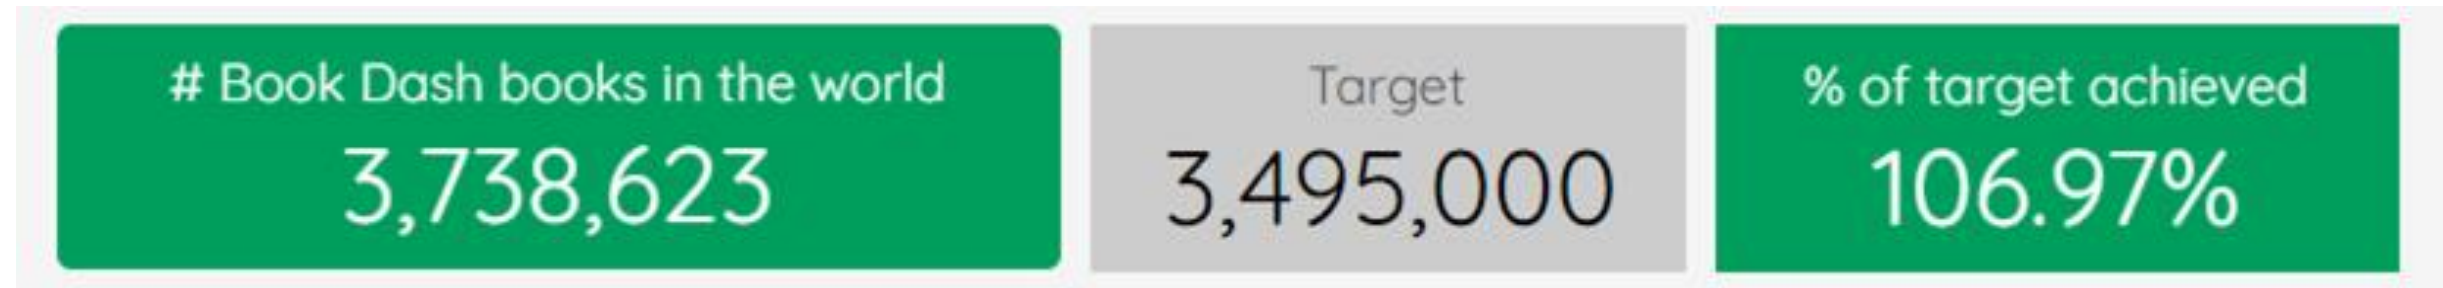 # Book Dash books in the world
3,738,623
Target
3,495,000
% of target achieved
106.97%